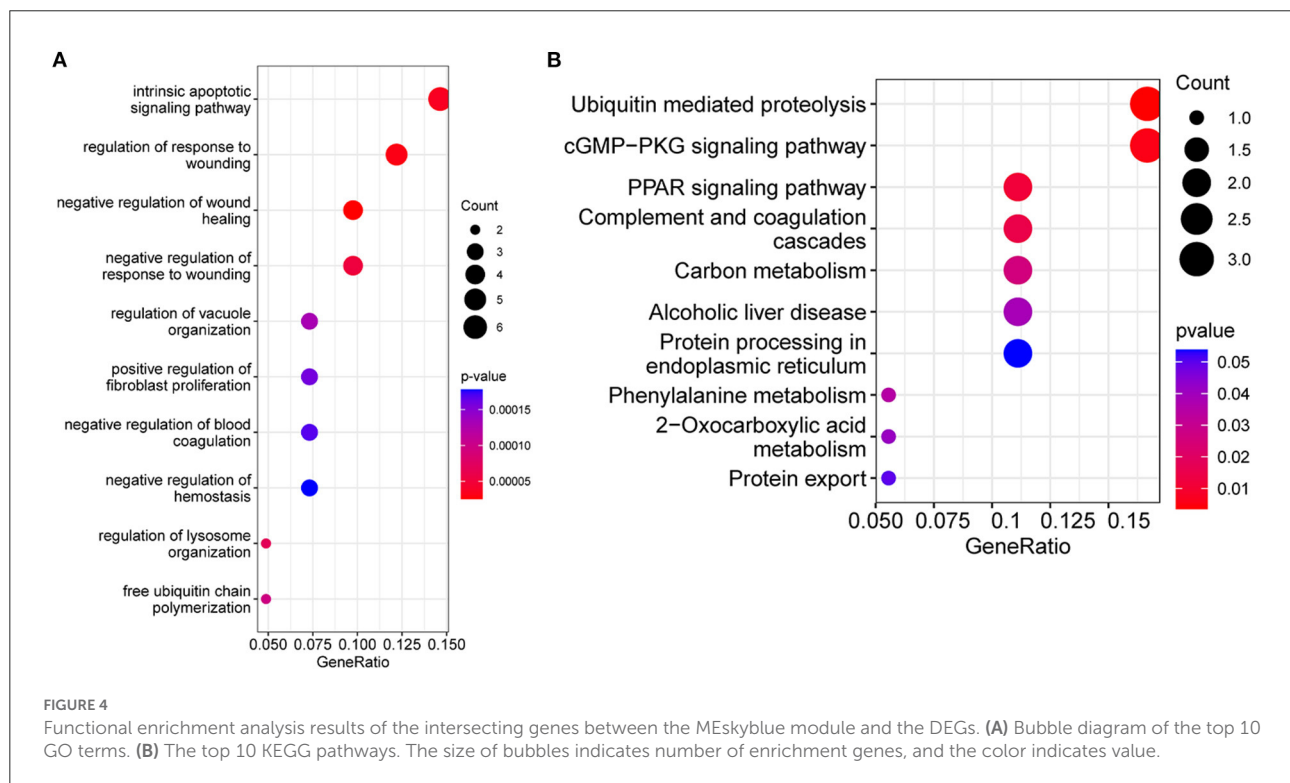 A
intrinsic apoptotic
signaling pathway
regulation of response to
wounding
negative regulation of wound
healing
negative regulation of
response to wounding
regulation of vacuole
organization
positive regulation of
fibroblast proliferation
negative regulation of blood
coagulation
negative regulation of
hemostasis
regulation of lysosome
organization
free ubiquitin chain
polymerization
0.050 0.075 0.100 0.125 0.150
GeneRatio
Count
2
3
4
5
6
p-value
0.00015
0.00010
0.00005
B
Ubiquitin mediated proteolysis
cGMP−PKG signaling pathway
PPAR signaling pathway
Complement and coagulation
cascades
Carbon metabolism
Alcoholic liver disease
Protein processing in
endoplasmic reticulum
Phenylalanine metabolism
2−Oxocarboxylic acid
metabolism
Protein export
0.050 0.075 0.1 0.125 0.15
GeneRatio
Count
1.0
1.5
2.0
2.5
3.0
pvalue
0.05
0.04
0.03
0.02
0.01
FIGURE 4
Functional enrichment analysis results of the intersecting genes between the MEskyblue module and the DEGs. (A) Bubble diagram of the top 10
GO terms. (B) The top 10 KEGG pathways. The size of bubbles indicates number of enrichment genes, and the color indicates value.